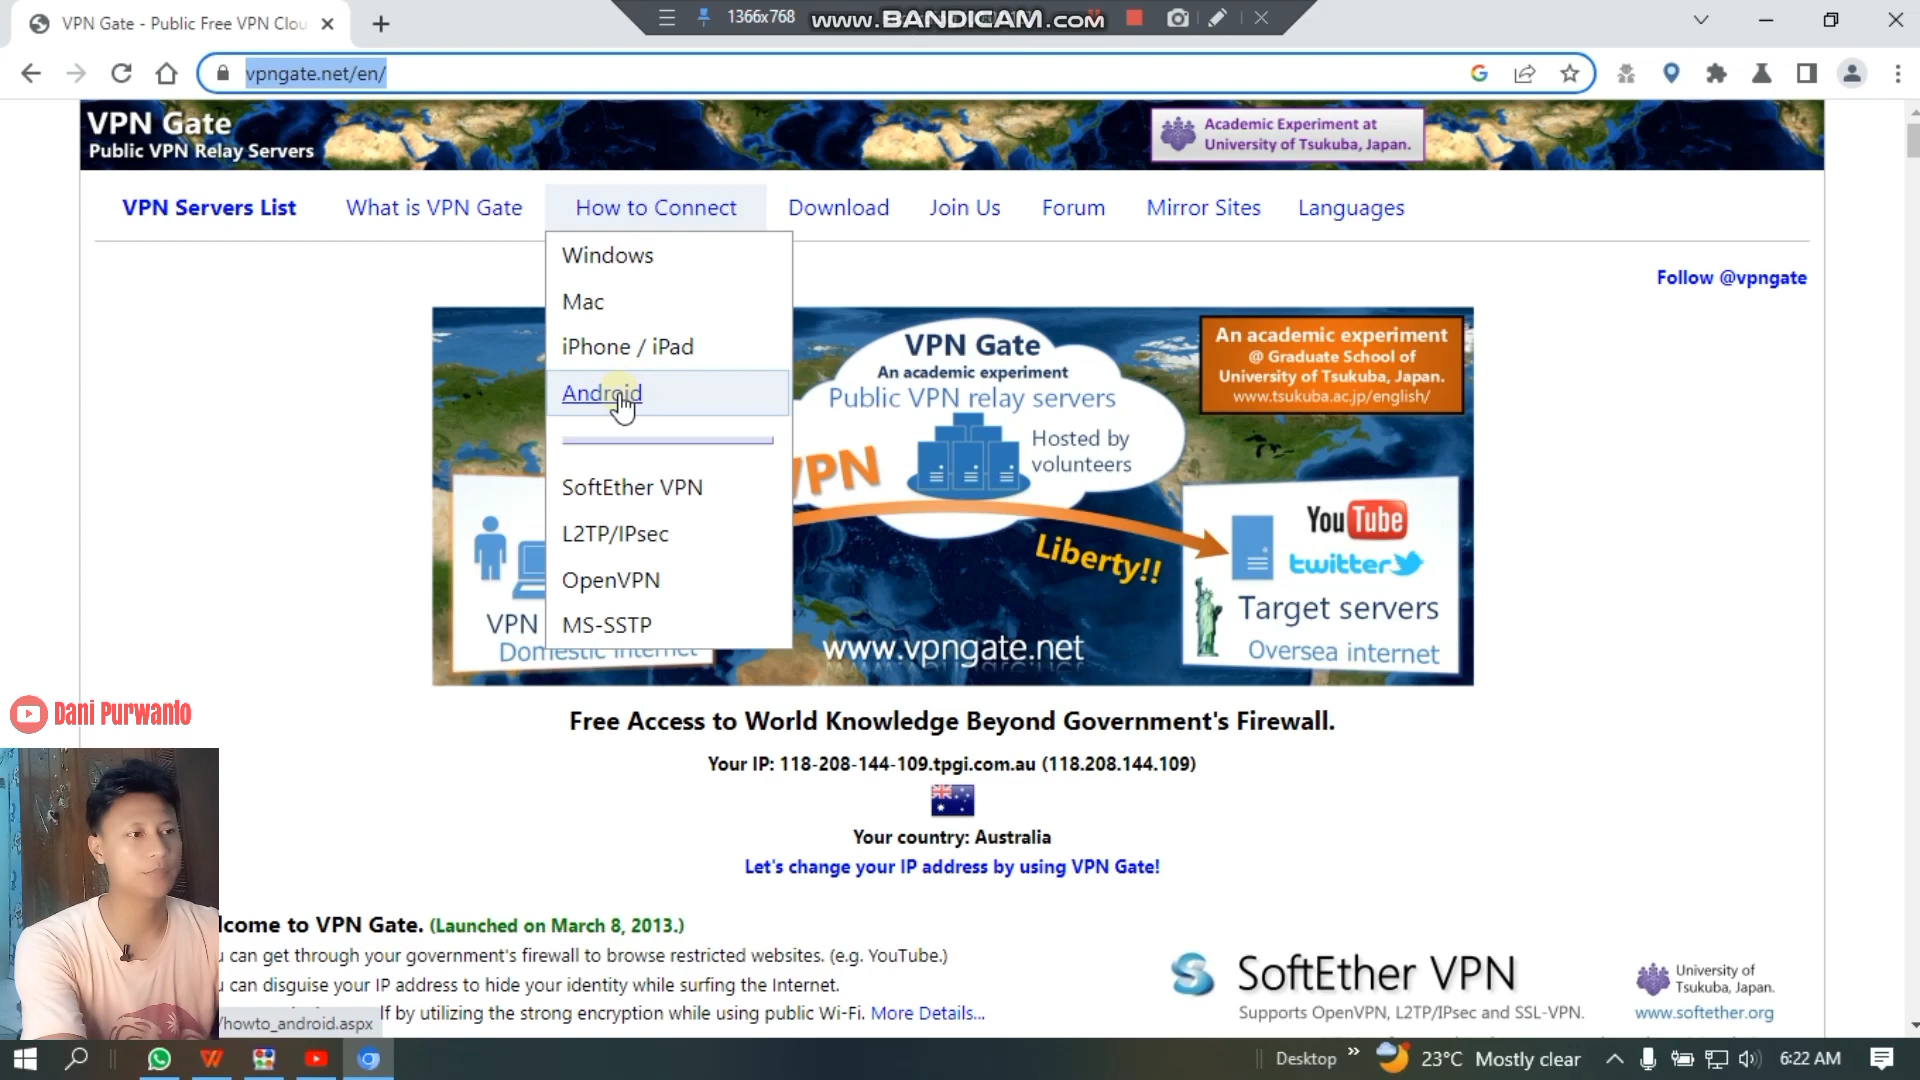 VPN Gate - Public Free VPN Clou
1366x768
www.BANDICAM.com
vpngate.net/en/
VPN Gate
Public VPN Relay Servers
Academic Experiment at
University of Tsukuba, Japan.
VPN Servers List
What is VPN Gate
How to Connect
Download
Join Us
Forum
Mirror Sites
Languages
Windows
Mac
iPhone / iPad
Android
SoftEther VPN
L2TP/IPsec
OpenVPN
MS-SSTP
Follow @vpngate
VPN Gate
An academic experiment
Public VPN relay servers
Hosted by
volunteers
An academic experiment
@ Graduate School of
University of Tsukuba, Japan.
www.tsukuba.ac.jp/english/
VPN
Liberty!!
YouTube
twitter
Target servers
Oversea internet
VPN
Domestic internet
www.vpngate.net
Dani Purwanto
Free Access to World Knowledge Beyond Government's Firewall.
Your IP: 118-208-144-109.tpgi.com.au (118.208.144.109)
Your country: Australia
Let's change your IP address by using VPN Gate!
lcome to VPN Gate. (Launched on March 8, 2013.)
u can get through your government's firewall to browse restricted websites. (e.g. YouTube.)
u can disguise your IP address to hide your identity while surfing the Internet.
lf by utilizing the strong encryption while using public Wi-Fi. More Details...
/howto_android.aspx
SoftEther VPN
Supports OpenVPN, L2TP/IPsec and SSL-VPN.
University of
Tsukuba, Japan.
www.softether.org
Desktop
23°C Mostly clear
6:22 AM